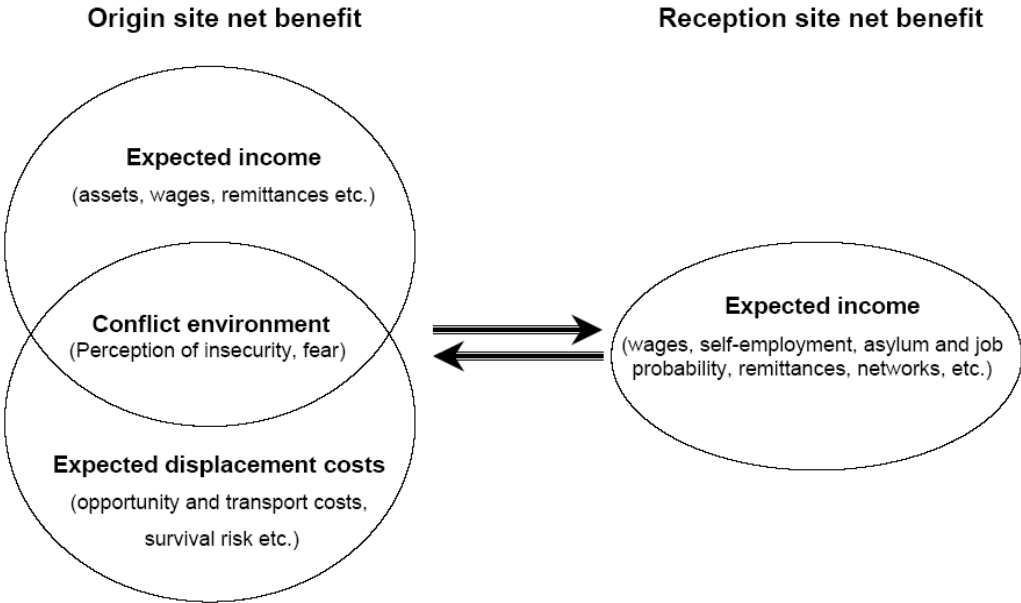 Origin site net benefit
Reception site net benefit
Expected income
(assets, wages, remittances etc.)
Conflict environment
(Perception of insecurity, fear)
Expected displacement costs
(opportunity and transport costs,
survival risk etc.)
Expected income
(wages, self-employment, asylum and job
probability, remittances, networks, etc.)